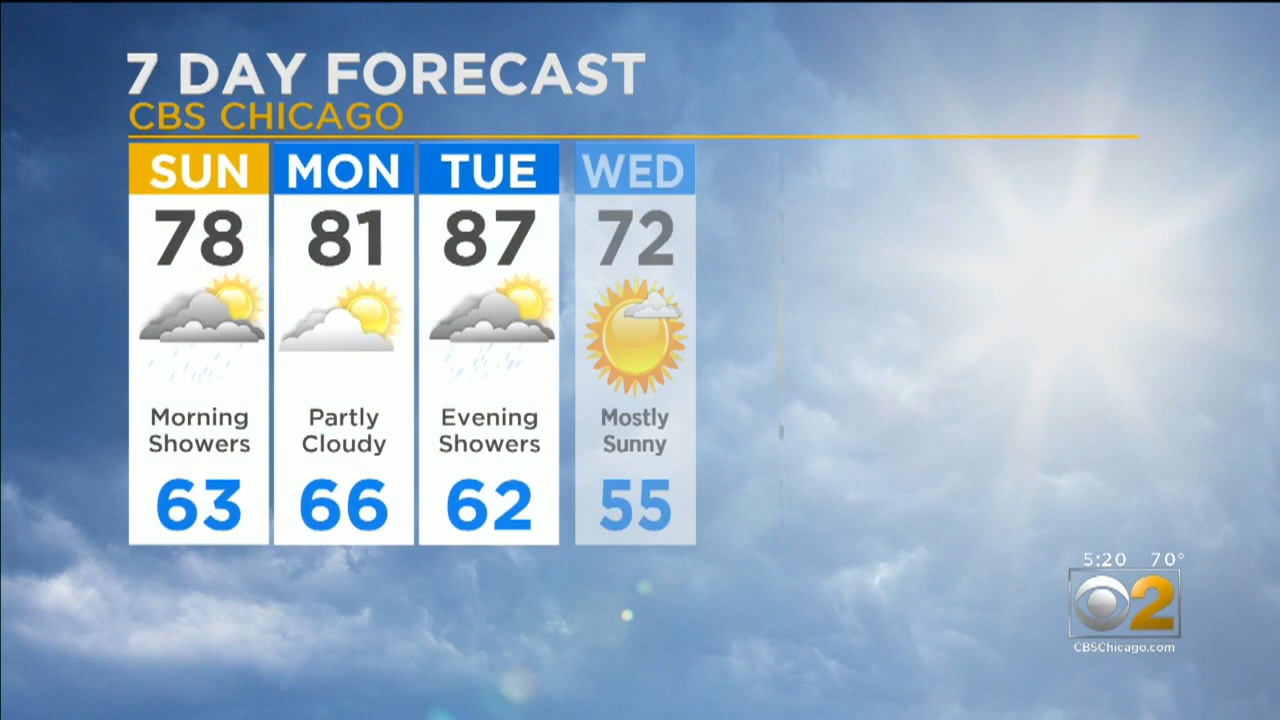 7 DAY FORECAST
CBS CHICAGO
SUN MON TUE WED
78 81 87 72
Morning Showers
Partly Cloudy
Evening Showers
Mostly Sunny
63 66 62 55
5:20 70°
2
CBSChicago.com